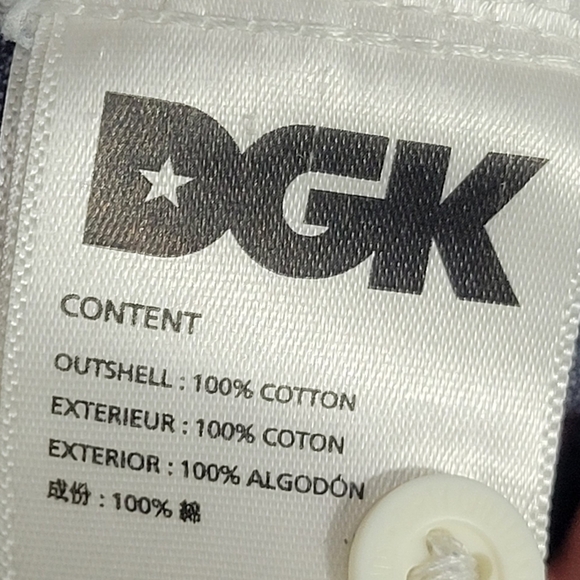 DGK
CONTENT
OUTSHELL : 100% COTTON
EXTERIEUR : 100% COTON
EXTERIOR : 100% ALGODÓN
成份 : 100% 綿